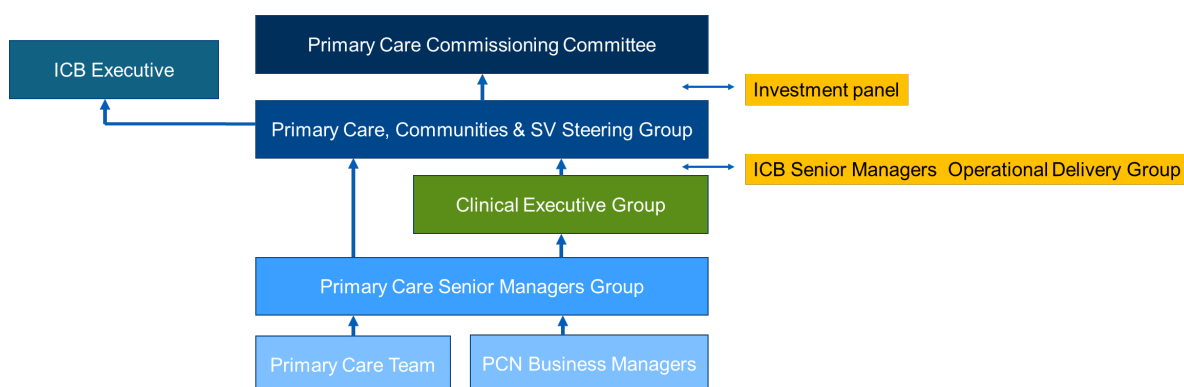 Primary Care Commissioning Committee
ICB Executive
Investment panel
Primary Care, Communities & SV Steering Group
ICB Senior Managers Operational Delivery Group
Clinical Executive Group
Primary Care Senior Managers Group
Primary Care Team
PCN Business Managers